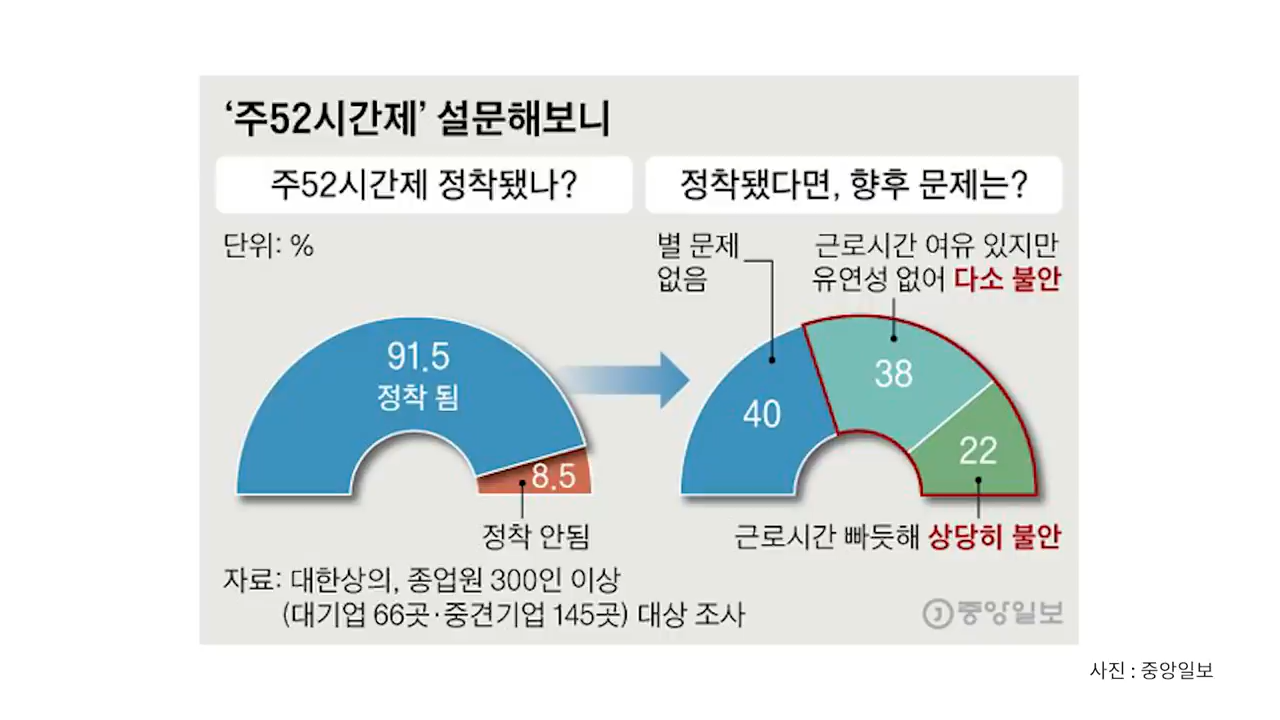 ‘주52시간제’ 설문해보니
주52시간제 정착됐나?
단위: %
91.5
정착 됨
8.5
정착 안됨
정착됐다면, 향후 문제는?
별 문제
없음
근로시간 여유 있지만
유연성 없어 다소 불안
40
38
22
근로시간 빠듯해 상당히 불안
자료: 대한상의, 종업원 300인 이상
(대기업 66곳·중견기업 145곳) 대상 조사
J 중앙일보
사진 : 중앙일보